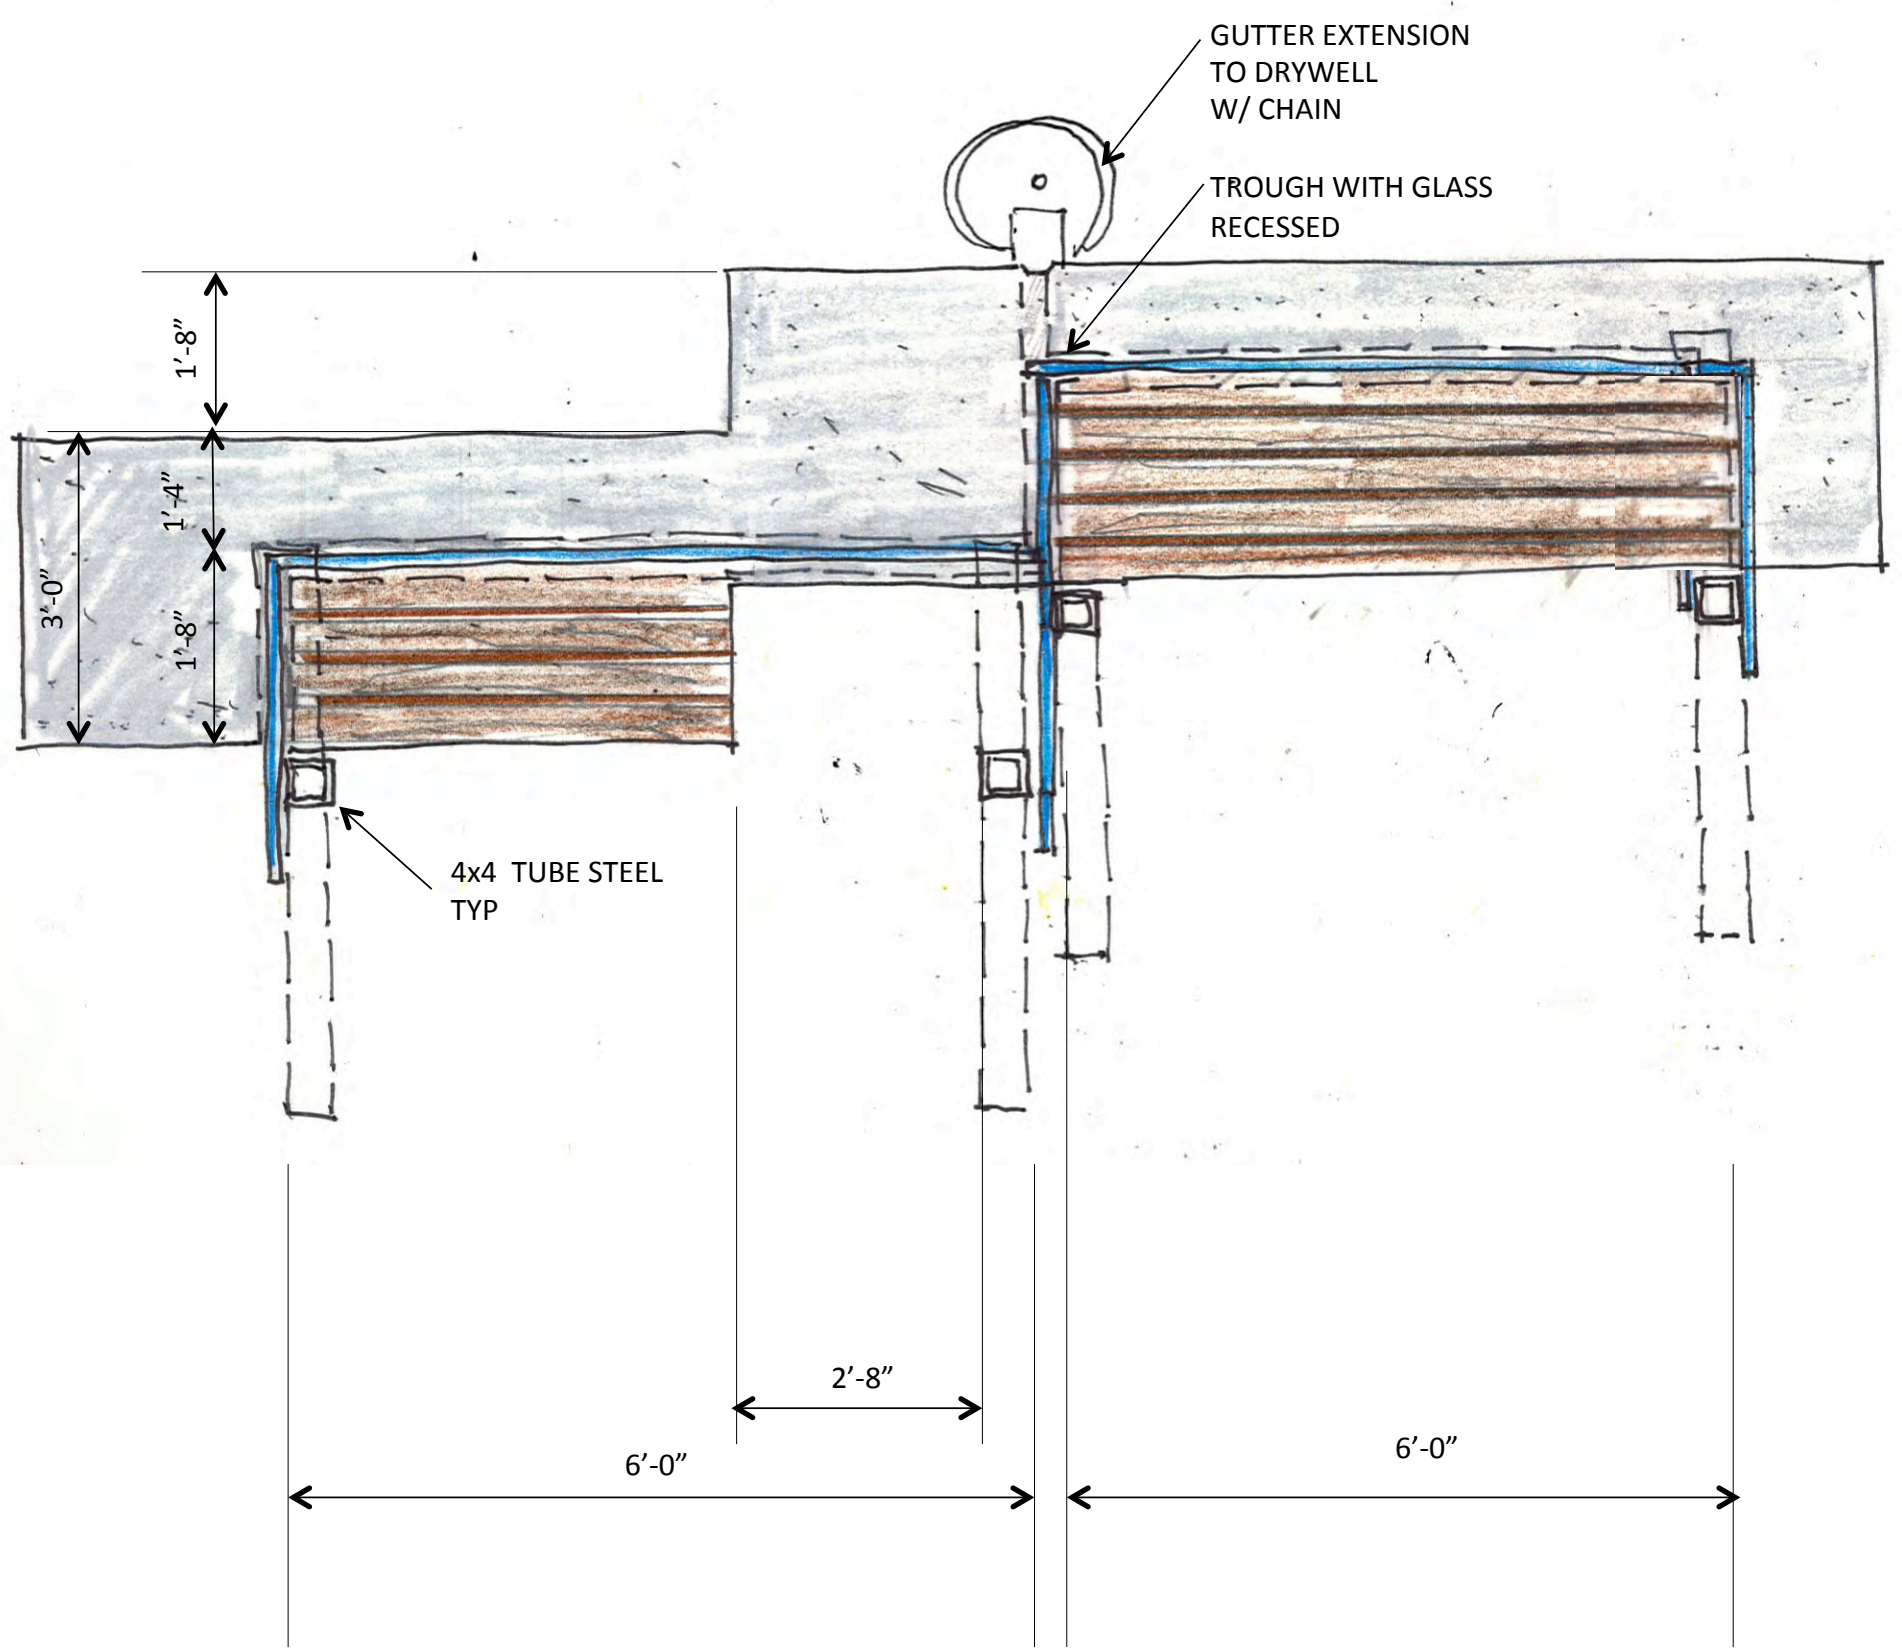 GUTTER EXTENSION
TO DRYWELL
W/ CHAIN
TROUGH WITH GLASS
RECESSED
1’-8”
1’-4”
3’-0”
1’-8”
4x4  TUBE STEEL
TYP
2’-8”
6’-0”
6’-0”